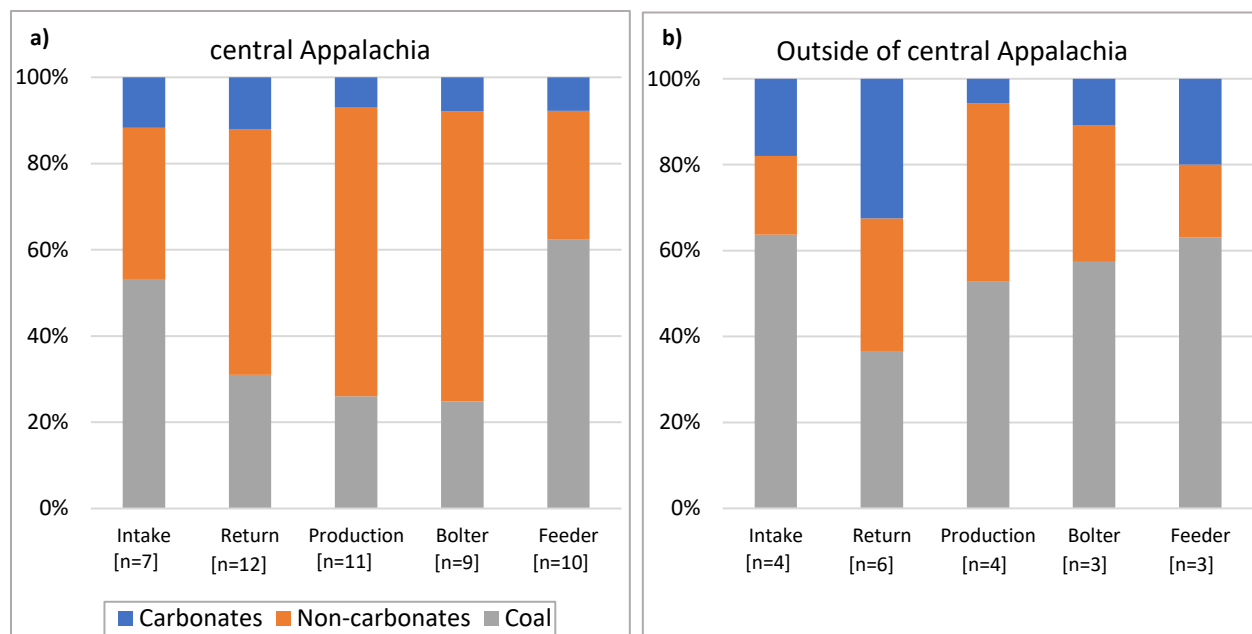 a)
central Appalachia
100%
80%
60%
40%
20%
0%
Intake Return Production Bolter Feeder
[n=7] [n=12] [n=11] [n=9] [n=10]
Carbonates Non-carbonates Coal
b)
Outside of central Appalachia
100%
80%
60%
40%
20%
0%
Intake Return Production Bolter Feeder
[n=4] [n=6] [n=4] [n=3] [n=3]